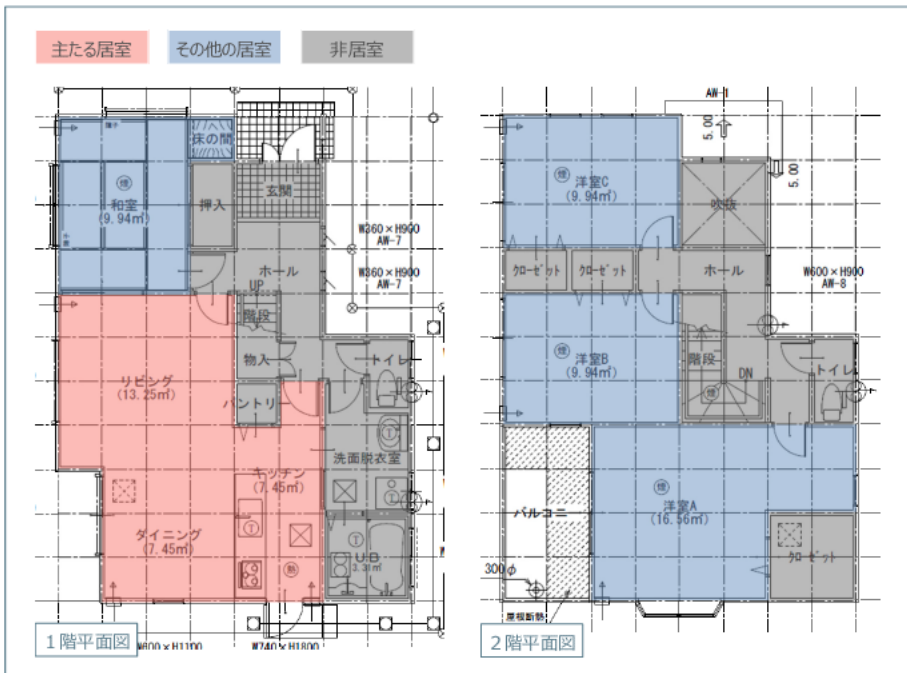 主たる居室
その他の居室
非居室
床の間
和室
(9.94㎡)
押入
玄関
W360×H900
AW-7
ホール
UP
W360×H900
AW-7
階段
物入
トイレ
リビング
(13.25㎡)
パントリー
洗面脱衣室
キッチン
(7.45㎡)
ダイニング
(7.45㎡)
U.B
3.31㎡
1階平面図
W600×H1100
W740×H1800
AW-1
5.00
5.00
洋室C
(9.94㎡)
吹抜
クローゼット
クローゼット
ホール
W600×H900
AW-8
洋室B
(9.94㎡)
階段
DN
トイレ
洋室A
(16.56㎡)
バルコニー
クローゼット
300φ
屋根断熱
2階平面図